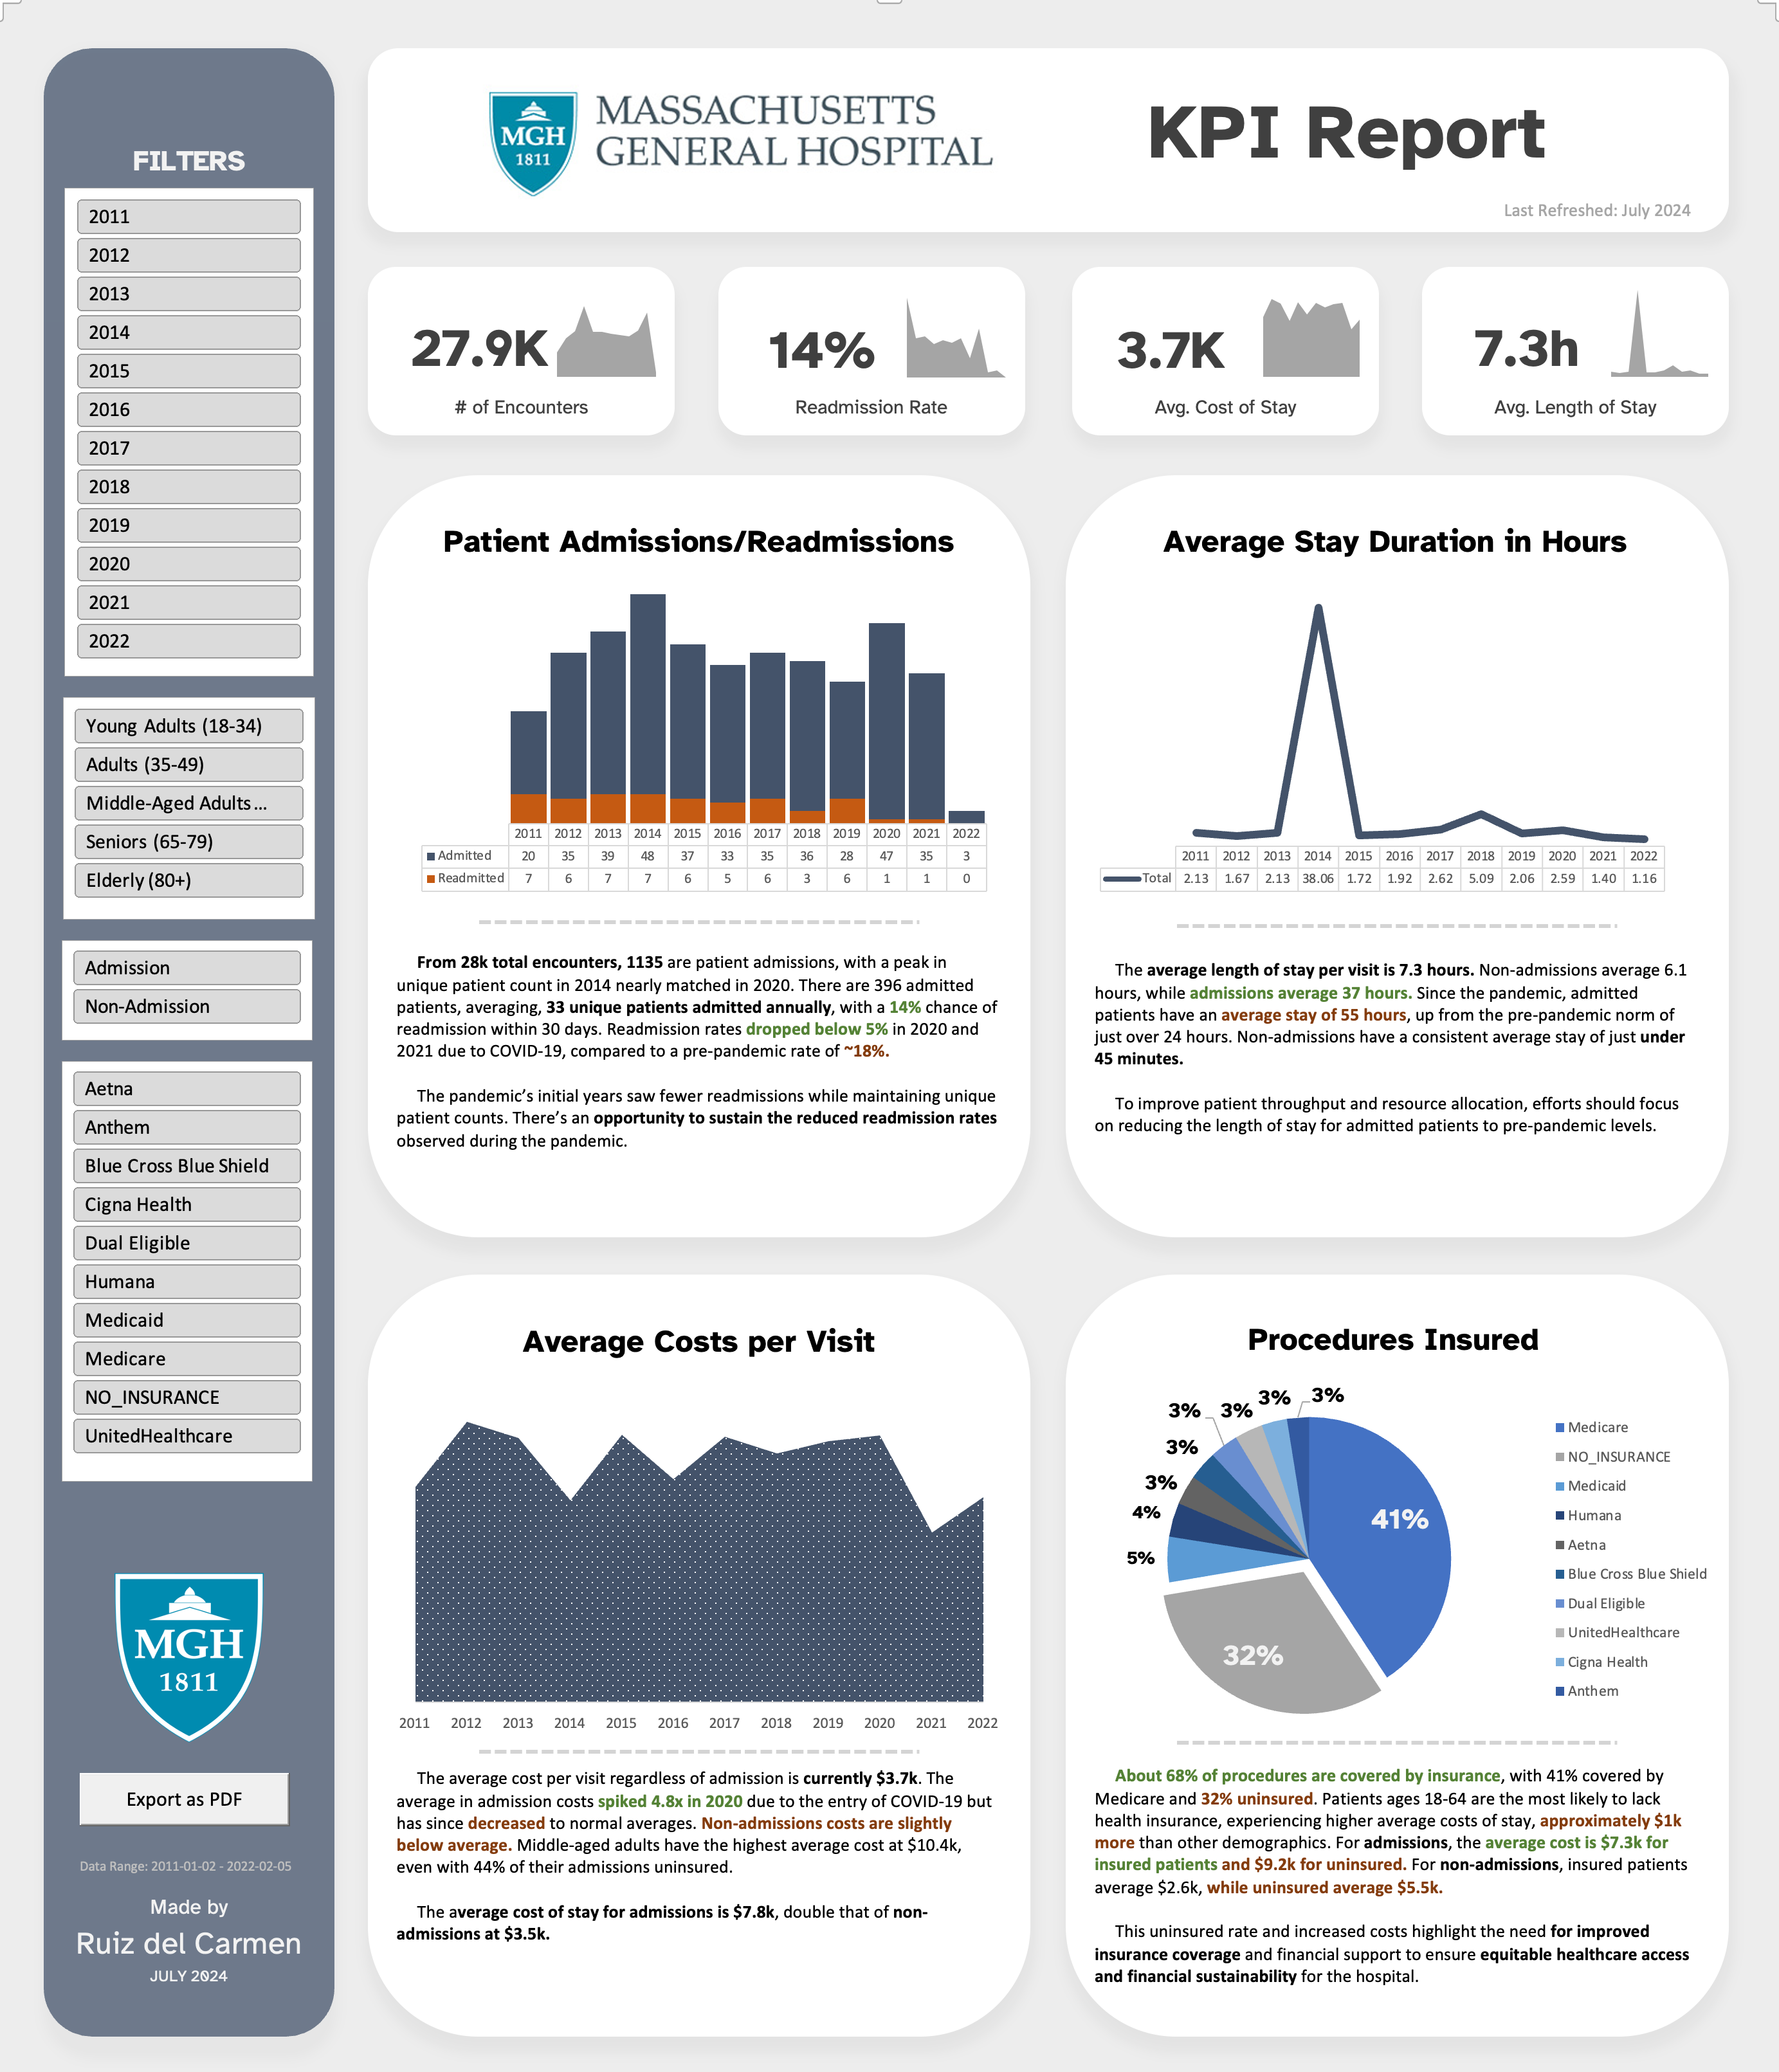 FILTERS
2011
2012
2013
2014
2015
2016
2017
2018
2019
2020
2021
2022
Young Adults (18-34)
Adults (35-49)
Middle-Aged Adults...
Seniors (65-79)
Elderly (80+)
Admission
Non-Admission
Aetna
Anthem
Blue Cross Blue Shield
Cigna Health
Dual Eligible
Humana
Medicaid
Medicare
NO_INSURANCE
UnitedHealthcare
MGH
1811
Export as PDF
Data Range: 2011-01-02 - 2022-02-05
Made by
Ruiz del Carmen
JULY 2024
MGH
1811
MASSACHUSETTS
GENERAL HOSPITAL
KPI Report
Last Refreshed: July 2024
27.9K
# of Encounters
14%
Readmission Rate
3.7K
Avg. Cost of Stay
7.3h
Avg. Length of Stay
Patient Admissions/Readmissions
2011 2012 2013 2014 2015 2016 2017 2018 2019 2020 2021 2022
Admitted 20 35 39 48 37 33 35 36 28 47 35 3
Readmitted 7 6 7 7 6 5 6 3 6 1 1 0
From 28k total encounters, 1135 are patient admissions, with a peak in
unique patient count in 2014 nearly matched in 2020. There are 396 admitted
patients, averaging, 33 unique patients admitted annually, with a 14% chance of
readmission within 30 days. Readmission rates dropped below 5% in 2020 and
2021 due to COVID-19, compared to a pre-pandemic rate of ~18%.
The pandemic's initial years saw fewer readmissions while maintaining unique
patient counts. There's an opportunity to sustain the reduced readmission rates
observed during the pandemic.
Average Stay Duration in Hours
2011 2012 2013 2014 2015 2016 2017 2018 2019 2020 2021 2022
Total 2.13 1.67 2.13 38.06 1.72 1.92 2.62 5.09 2.06 2.59 1.40 1.16
The average length of stay per visit is 7.3 hours. Non-admissions average 6.1
hours, while admissions average 37 hours. Since the pandemic, admitted
patients have an average stay of 55 hours, up from the pre-pandemic norm of
just over 24 hours. Non-admissions have a consistent average stay of just under
45 minutes.
To improve patient throughput and resource allocation, efforts should focus
on reducing the length of stay for admitted patients to pre-pandemic levels.
Average Costs per Visit
2011 2012 2013 2014 2015 2016 2017 2018 2019 2020 2021 2022
The average cost per visit regardless of admission is currently $3.7k. The
average in admission costs spiked 4.8x in 2020 due to the entry of COVID-19 but
has since decreased to normal averages. Non-admissions costs are slightly
below average. Middle-aged adults have the highest average cost at $10.4k,
even with 44% of their admissions uninsured.
The average cost of stay for admissions is $7.8k, double that of non-
admissions at $3.5k.
Procedures Insured
3% 3% 3% 3%
3%
3%
4%
5%
41%
32%
Medicare
NO_INSURANCE
Medicaid
Humana
Aetna
Blue Cross Blue Shield
Dual Eligible
UnitedHealthcare
Cigna Health
Anthem
About 68% of procedures are covered by insurance, with 41% covered by
Medicare and 32% uninsured. Patients ages 18-64 are the most likely to lack
health insurance, experiencing higher average costs of stay, approximately $1k
more than other demographics. For admissions, the average cost is $7.3k for
insured patients and $9.2k for uninsured. For non-admissions, insured patients
average $2.6k, while uninsured average $5.5k.
This uninsured rate and increased costs highlight the need for improved
insurance coverage and financial support to ensure equitable healthcare access
and financial sustainability for the hospital.